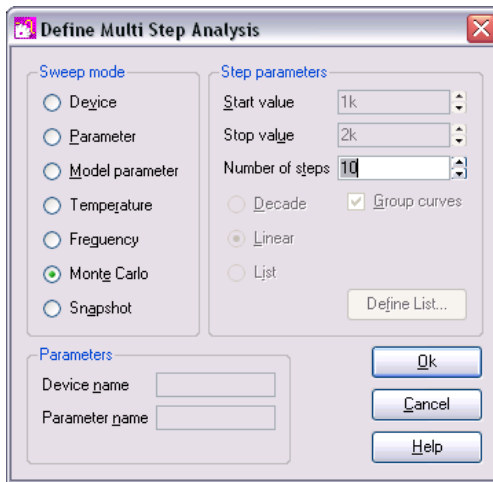 Define Multi Step Analysis
Sweep mode
Device
Parameter
Model parameter
Temperature
Freguency
Monte Carlo
Snapshot
Step parameters
Start value 1k
Stop value 2k
Number of steps 10
Decade Group curves
Linear
List
Define List...
Parameters
Device name
Parameter name
Ok
Cancel
Help